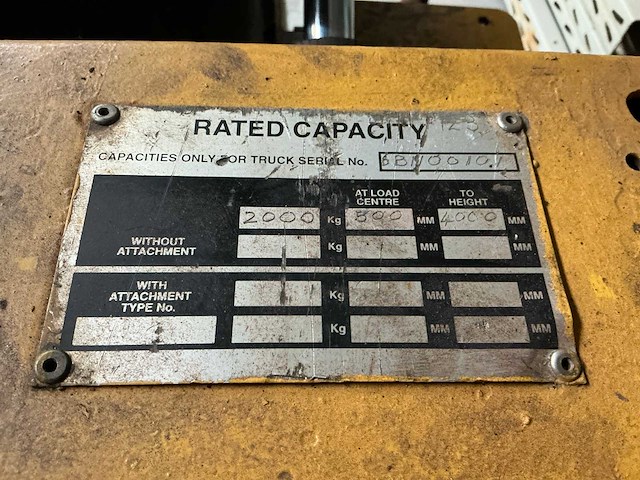 RATED CAPACITY
CAPACITIES ONLY FOR TRUCK SERIAL No.
AT LOAD CENTRE TO HEIGHT
2000 Kg 500 MM 4000 MM
WITHOUT ATTACHMENT Kg MM MM
WITH ATTACHMENT TYPE No. Kg MM MM
Kg MM MM